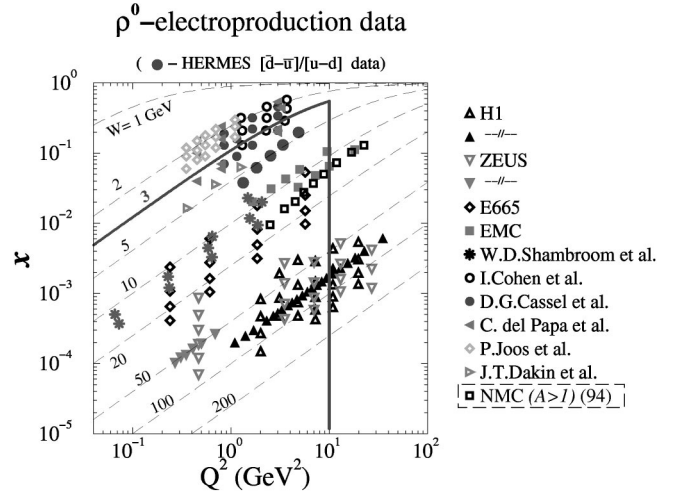 ρ⁰-electroproduction data
( ● - HERMES [d̄-ū]/[u-d] data)
10⁰
W= 1 GeV
2
3
5
10
20
50
100
200
10⁻¹
10⁻²
10⁻³
10⁻⁴
10⁻⁵
x
10⁻¹
10⁰
10¹
10²
Q² (GeV²)
H1
--//--
ZEUS
--//--
E665
EMC
W.D.Shambroom et al.
I.Cohen et al.
D.G.Cassel et al.
C. del Papa et al.
P.Joos et al.
J.T.Dakin et al.
NMC (A>1) (94)